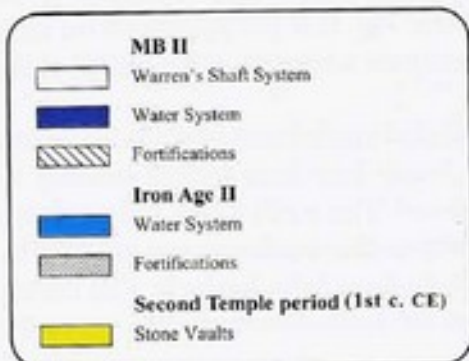 MB II
Warren's Shaft System
Water System
Fortifications
Iron Age II
Water System
Fortifications
Second Temple period (1st c. CE)
Stone Vaults